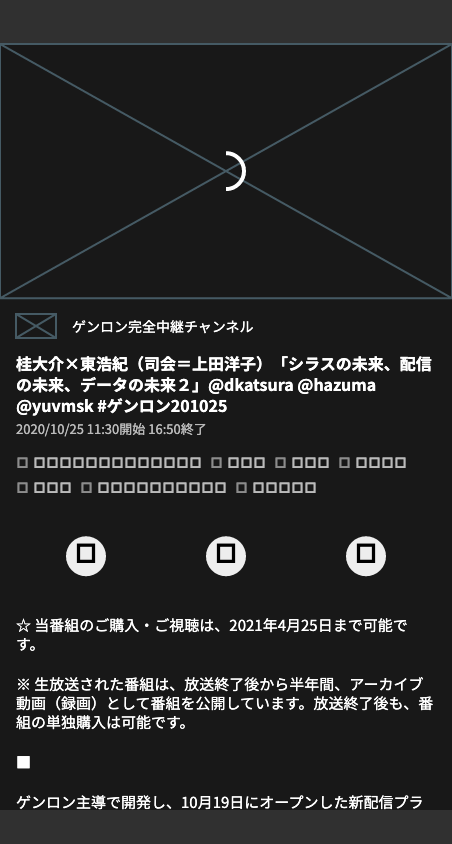 ゲンロン完全中継チャンネル
桂大介×東浩紀（司会＝上田洋子）「シラスの未来、配信
の未来、データの未来２」@dkatsura @hazuma
@yuvmsk #ゲンロン201025
2020/10/25 11:30開始 16:50終了
☆ 当番組のご購入・ご視聴は、2021年4月25日まで可能で
す。
※ 生放送された番組は、放送終了後から半年間、アーカイブ
動画（録画）として番組を公開しています。放送終了後も、番
組の単独購入は可能です。
■
ゲンロン主導で開発し、10月19日にオープンした新配信プラ